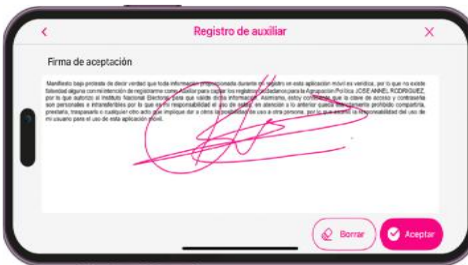 Registro de auxiliar
Firma de aceptación
Manifiesto bajo protesta de decir verdad que toda información proporcionada durante mi registro en esta aplicación móvil es verídica, por lo que no existe
falsedad alguna con mi intención de registrarme como Auxiliar para captar los registros ciudadanos para la Agrupación Política JOSE ANNEL RODRIGUEZ,
por lo que autorizo al Instituto Nacional Electoral para que valide dicha información. Asimismo, estoy consciente que la clave de acceso y contraseña
son personales e intransferibles por lo que es mi responsabilidad el uso de estas; en atención a lo anterior queda estrictamente prohibido compartirla,
prestarla, traspasarla o cualquier otro acto que implique dar a otros la posibilidad de uso a otra persona, por lo que asumo la responsabilidad del uso de
mi usuario para el uso de esta aplicación móvil.
Borrar
Aceptar